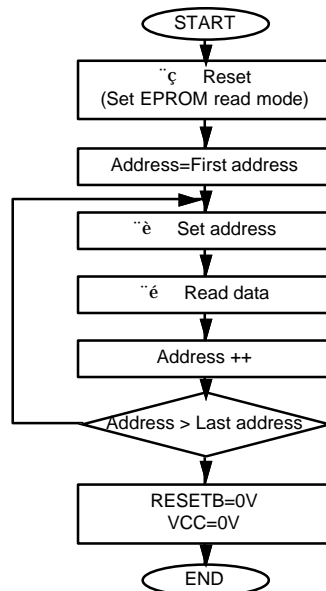 START
¨ç Reset
(Set EPROM read mode)
Address=First address
¨è Set address
¨é Read data
Address ++
Address > Last address
RESETB=0V
VCC=0V
END